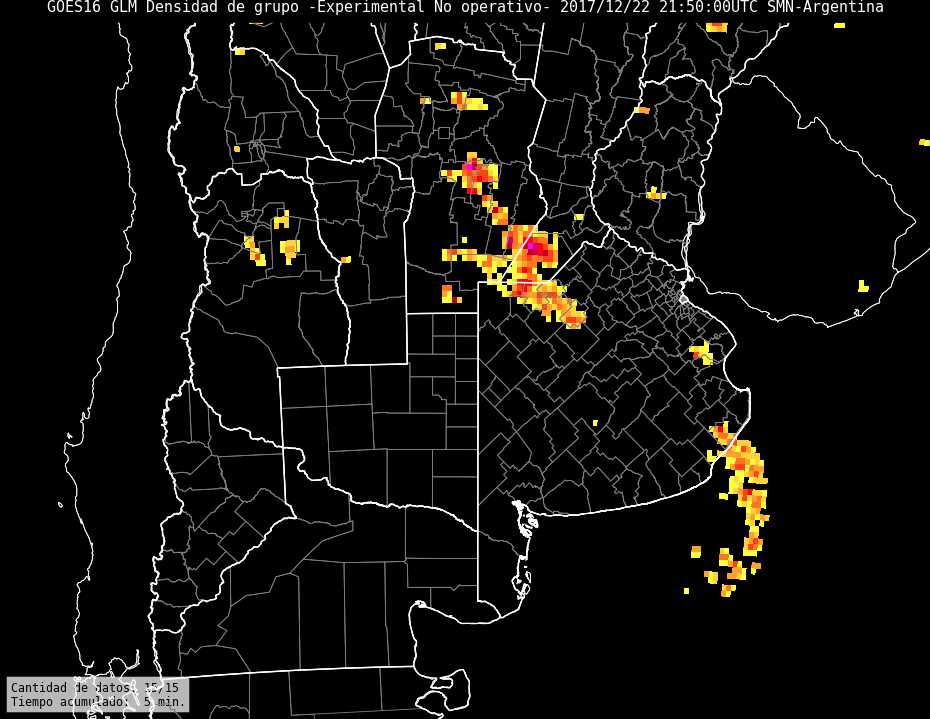 GOES16 GLM Densidad de grupo -Experimental No operativo- 2017/12/22 21:50:00UTC SMN-Argentina
Cantidad de datos: 15/15
Tiempo acumulado: 5 min.